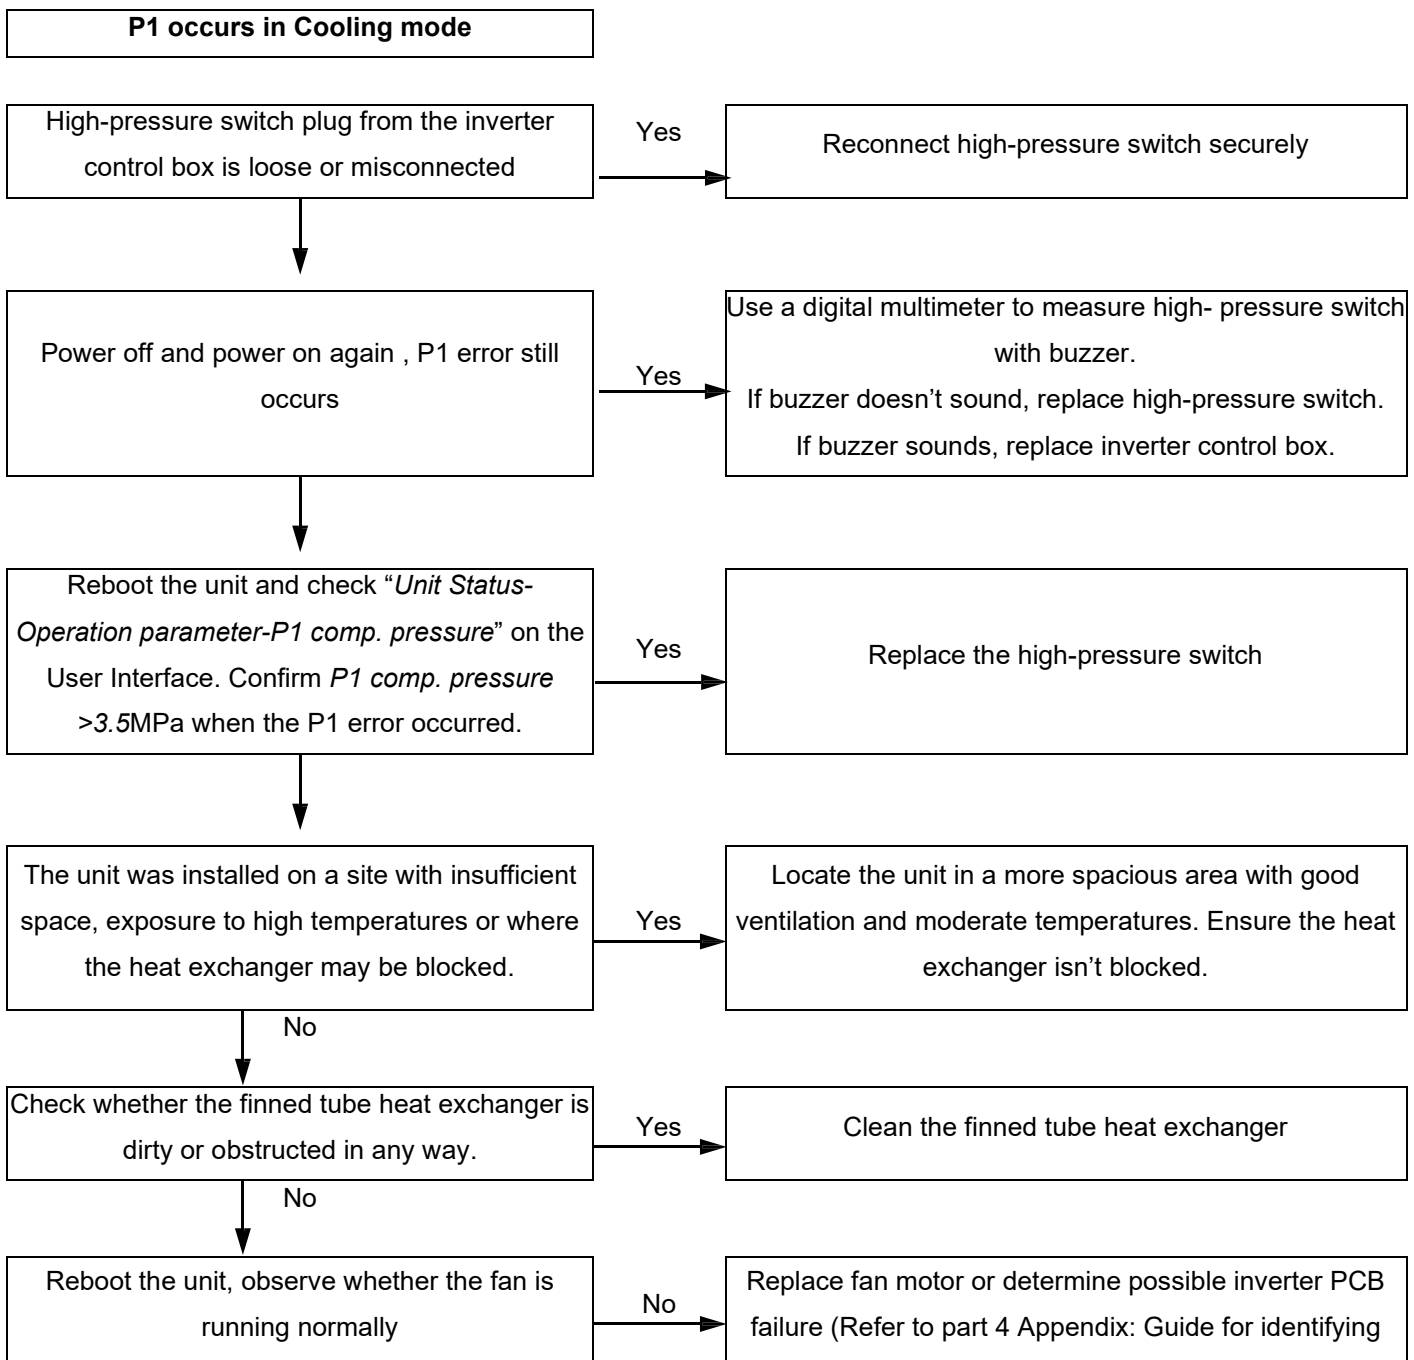 P1 occurs in Cooling mode
High-pressure switch plug from the inverter
control box is loose or misconnected
Yes
Reconnect high-pressure switch securely
Power off and power on again , P1 error still
occurs
Yes
Use a digital multimeter to measure high- pressure switch
with buzzer.
If buzzer doesn’t sound, replace high-pressure switch.
If buzzer sounds, replace inverter control box.
Reboot the unit and check “Unit Status-
Operation parameter-P1 comp. pressure” on the
User Interface. Confirm P1 comp. pressure
>3.5MPa when the P1 error occurred.
Yes
Replace the high-pressure switch
The unit was installed on a site with insufficient
space, exposure to high temperatures or where
the heat exchanger may be blocked.
Yes
Locate the unit in a more spacious area with good
ventilation and moderate temperatures. Ensure the heat
exchanger isn’t blocked.
No
Check whether the finned tube heat exchanger is
dirty or obstructed in any way.
Yes
Clean the finned tube heat exchanger
No
Reboot the unit, observe whether the fan is
running normally
No
Replace fan motor or determine possible inverter PCB
failure (Refer to part 4 Appendix: Guide for identifying